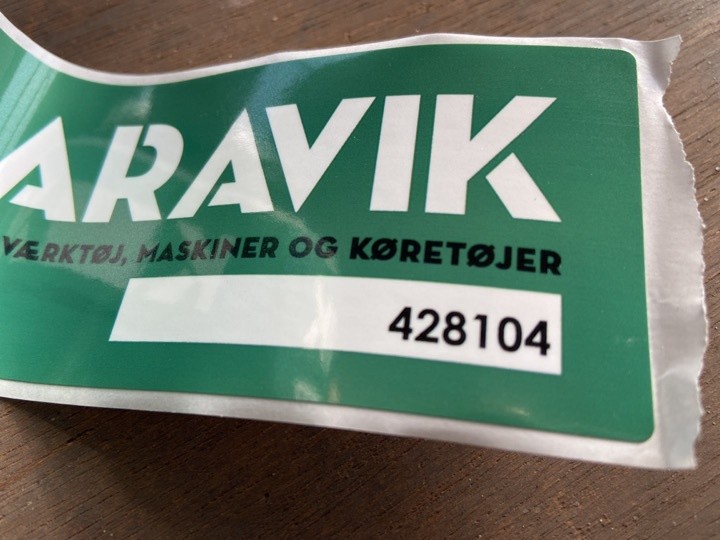 ARAVIK
VÆRKTØJ, MASKINER OG KØRETØJER
428104